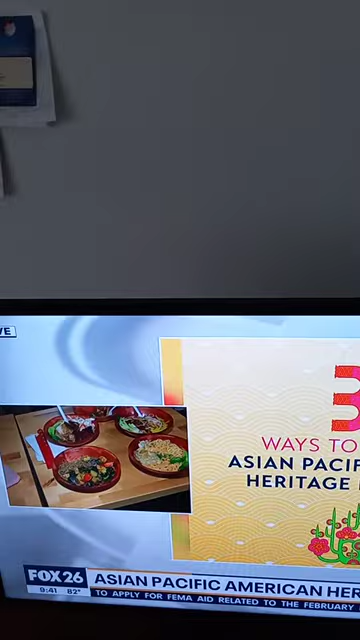 VE
3
WAYS TO
ASIAN PACIF
HERITAGE
FOX 26
ASIAN PACIFIC AMERICAN HER
9:41 82°
TO APPLY FOR FEMA AID RELATED TO THE FEBRUARY